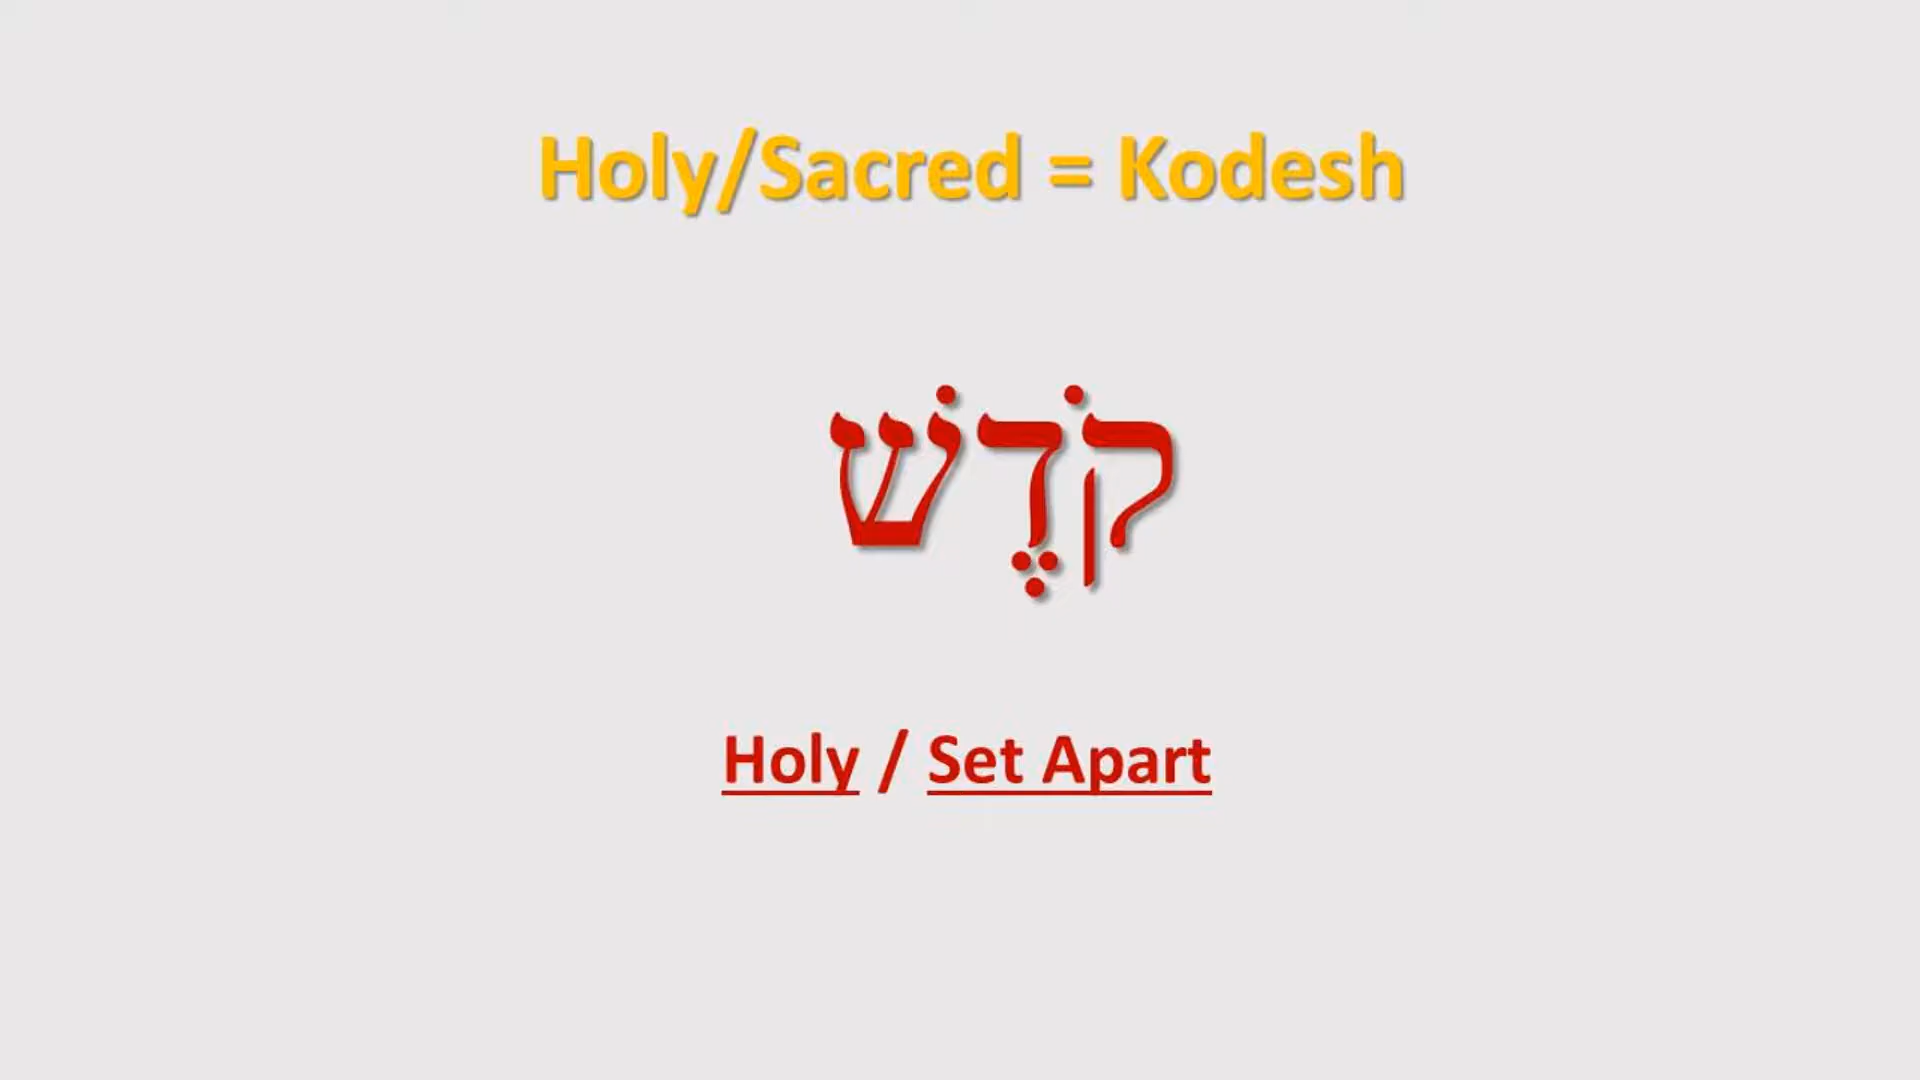 Holy/Sacred = Kodesh
קֹדֶשׁ
Holy / Set Apart